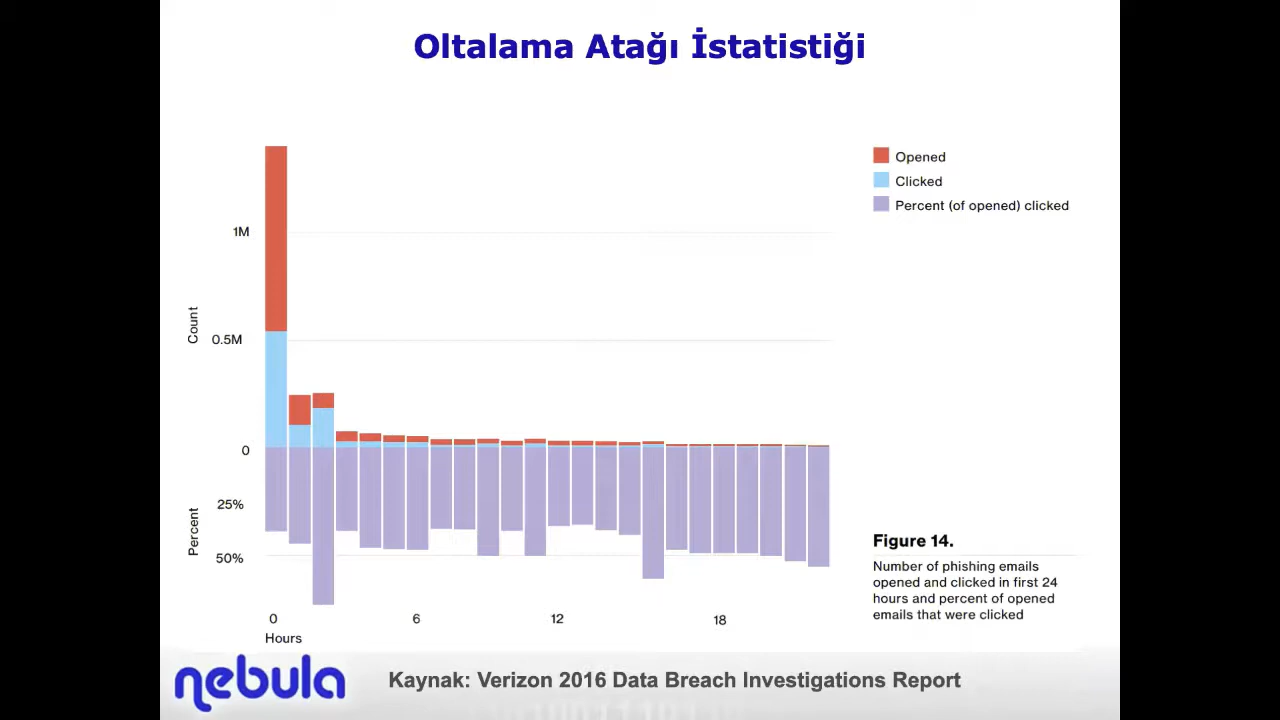 Oltalama Atağı İstatistiği
Opened
Clicked
Percent (of opened) clicked
1M
0.5M
0
Count
25%
50%
Percent
0
6
12
18
Hours
Figure 14.
Number of phishing emails
opened and clicked in first 24
hours and percent of opened
emails that were clicked
nebula
Kaynak: Verizon 2016 Data Breach Investigations Report